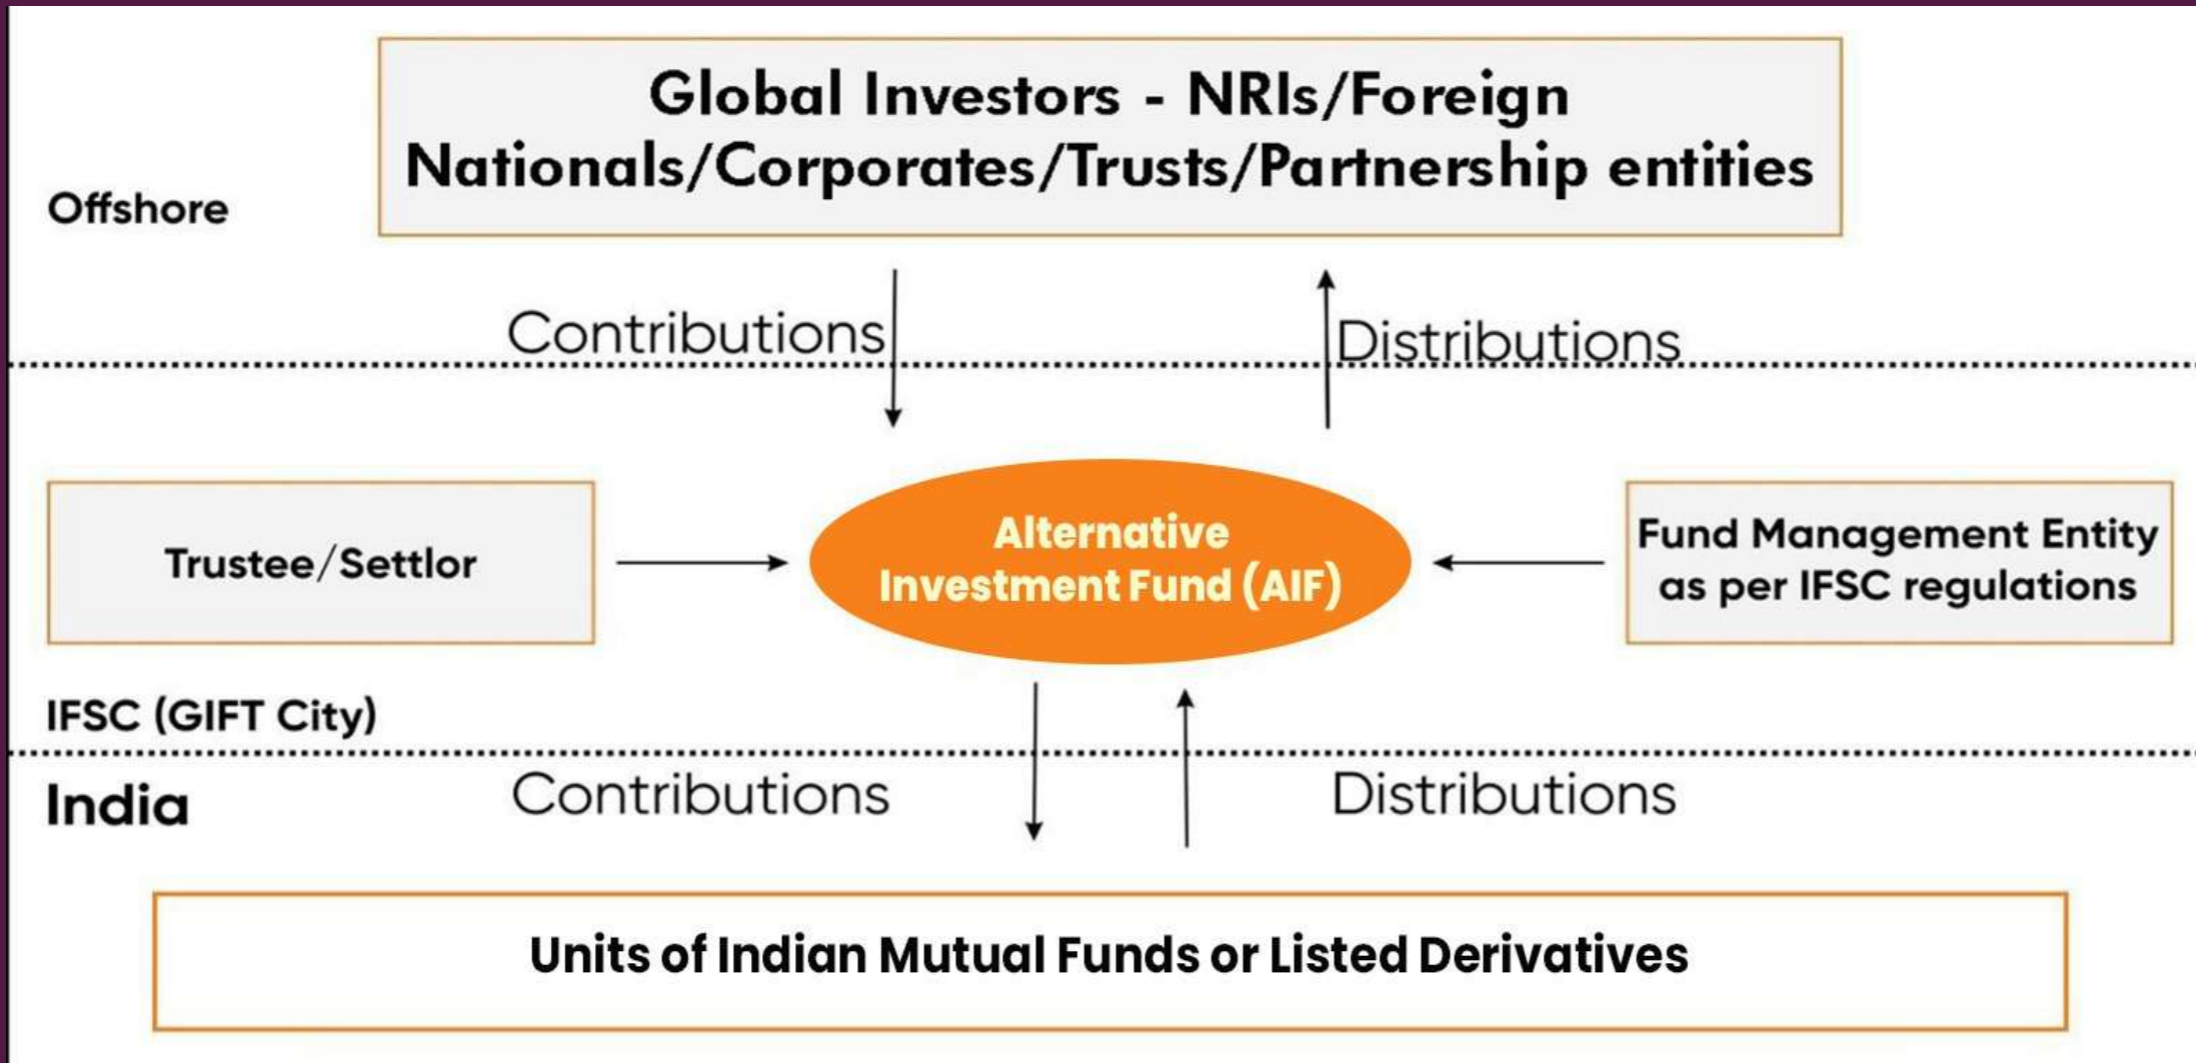 Global Investors - NRIs/Foreign
Nationals/Corporates/Trusts/Partnership entities
Offshore
Contributions
Distributions
Trustee/Settlor
Alternative
Investment Fund (AIF)
Fund Management Entity
as per IFSC regulations
IFSC (GIFT City)
India
Contributions
Distributions
Units of Indian Mutual Funds or Listed Derivatives